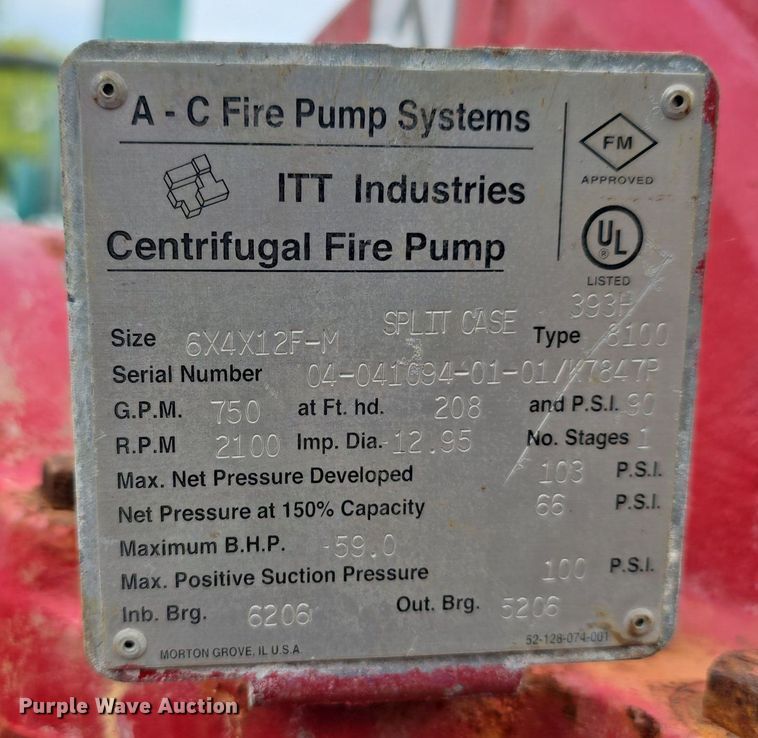 A - C Fire Pump Systems
ITT Industries
Centrifugal Fire Pump
FM
APPROVED
UL
®
LISTED
393H
SPLIT CASE
Size 6X4X12F-M Type 8100
Serial Number 04-041094-01-01/K7847P
G.P.M. 750 at Ft. hd. 208 and P.S.I. 90
R.P.M 2100 Imp. Dia. 12.95 No. Stages 1
Max. Net Pressure Developed 103 P.S.I.
Net Pressure at 150% Capacity 66 P.S.I.
Maximum B.H.P. 59.0
Max. Positive Suction Pressure 100 P.S.I.
Inb. Brg. 6206 Out. Brg. 5206
MORTON GROVE, IL U.S.A 52-128-074-001
Purple Wave Auction